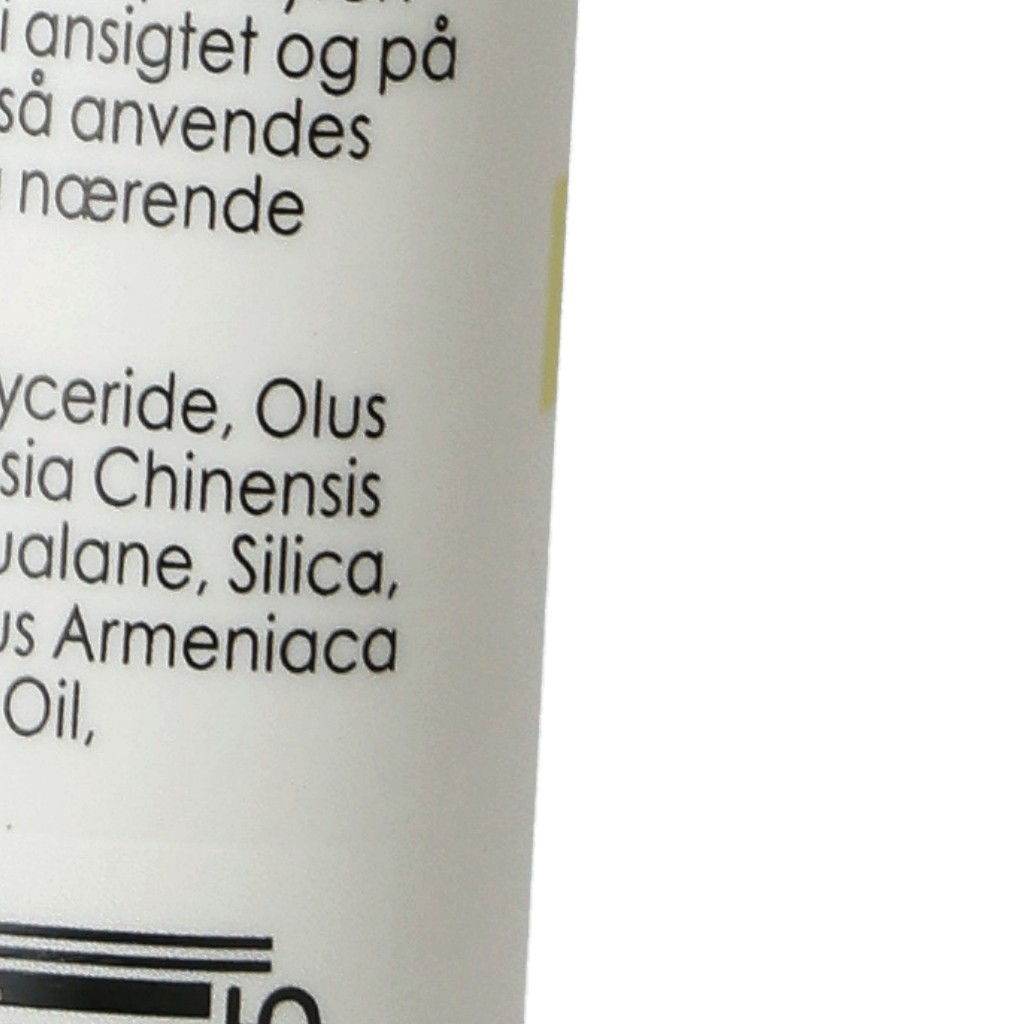 i ansigtet og på
så anvendes
nærende
yceride, Olus
sia Chinensis
ualane, Silica,
us Armeniaca
Oil,